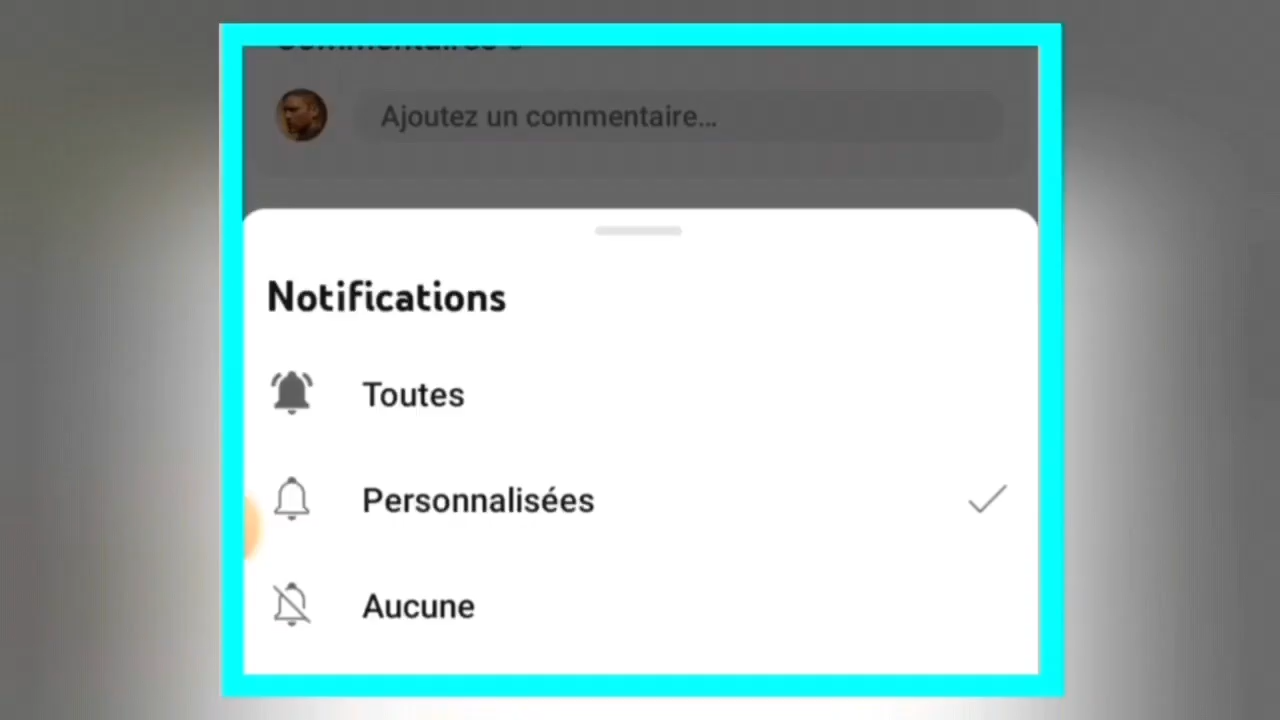 Ajoutez un commentaire...
Notifications
Toutes
Personnalisées
Aucune